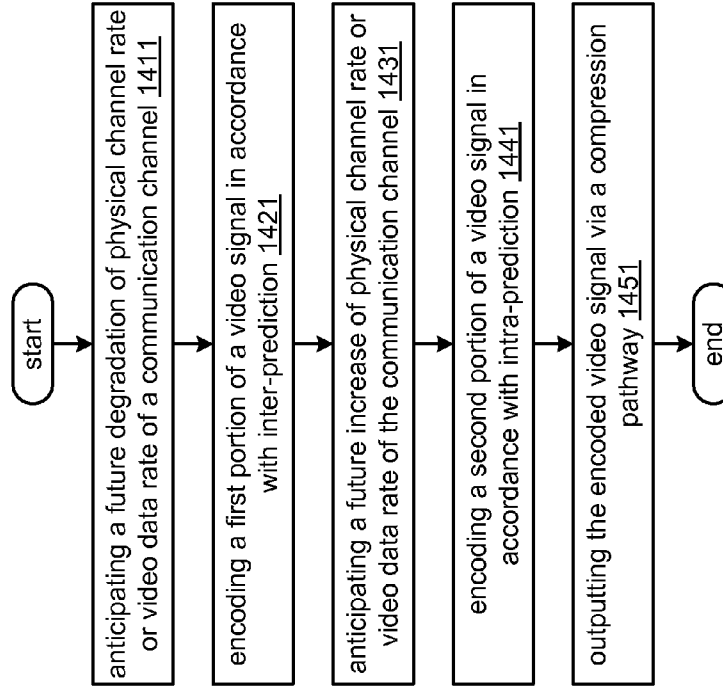 start
anticipating a future degradation of physical channel rate
or video data rate of a communication channel 1411
encoding a first portion of a video signal in accordance
with inter-prediction 1421
anticipating a future increase of physical channel rate or
video data rate of the communication channel 1431
encoding a second portion of a video signal in
accordance with intra-prediction 1441
outputting the encoded video signal via a compression
pathway 1451
end